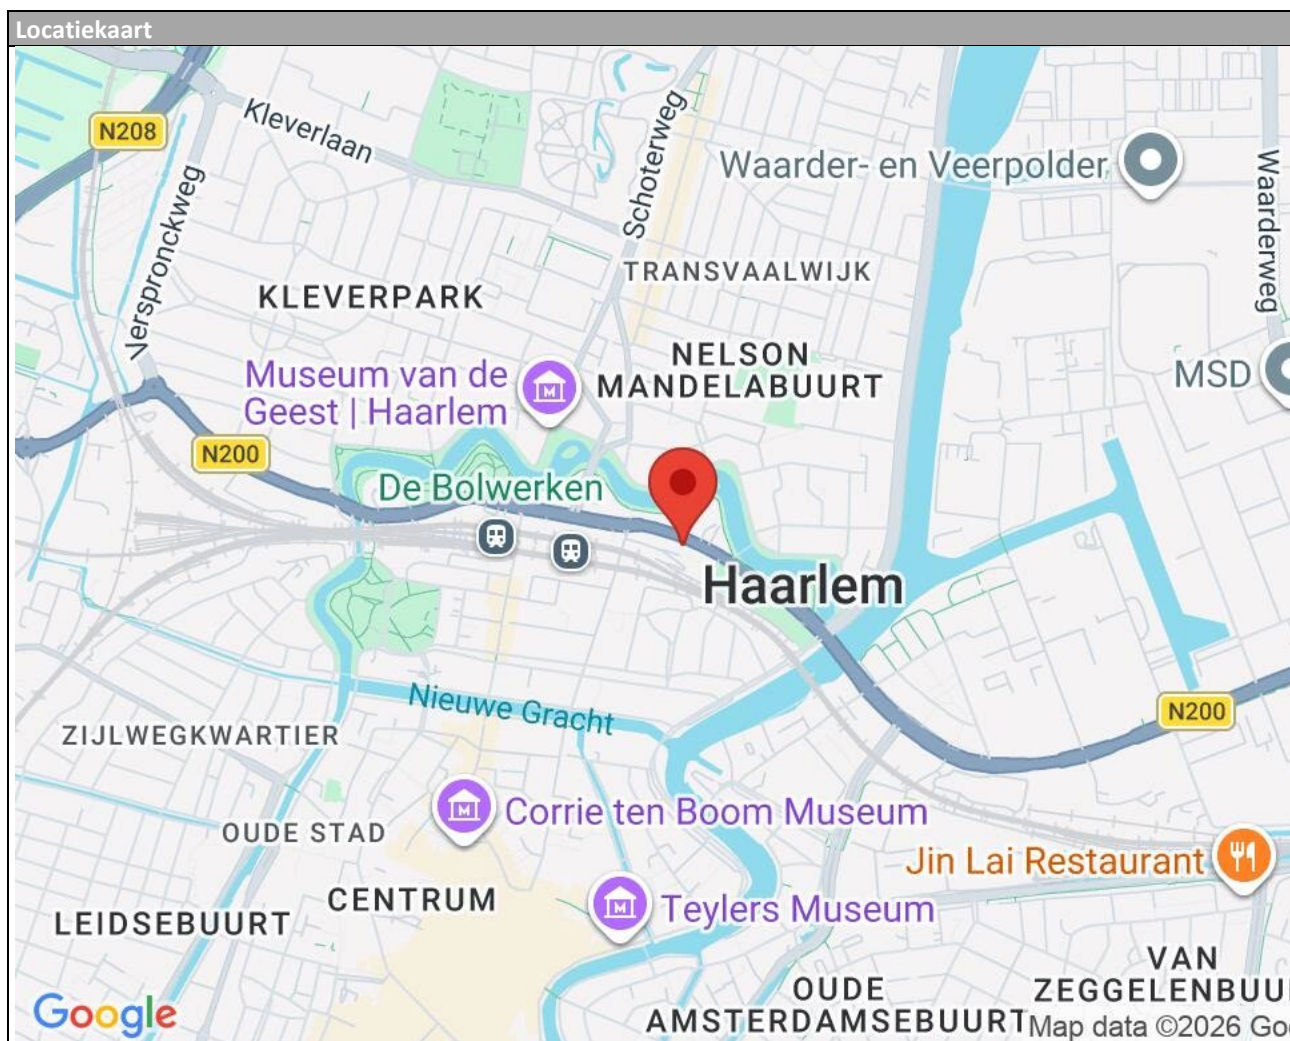 Locatiekaart
N208
Kleverlaan
Schoterweg
Waarder- en Veerpolder
Waarderweg
Verspronckweg
TRANSVAALWIJK
KLEVERPARK
NELSON
MANDELABUURT
MSD
Museum van de
Geest | Haarlem
N200
De Bolwerken
Haarlem
Nieuwe Gracht
N200
ZIJLWEGKWARTIER
Corrie ten Boom Museum
OUDE STAD
Jin Lai Restaurant
CENTRUM
Teylers Museum
LEIDSEBUURT
VAN
ZEGGELENBUU
OUDE
AMSTERDAMSEBUURT
Google
Map data ©2026 Goo